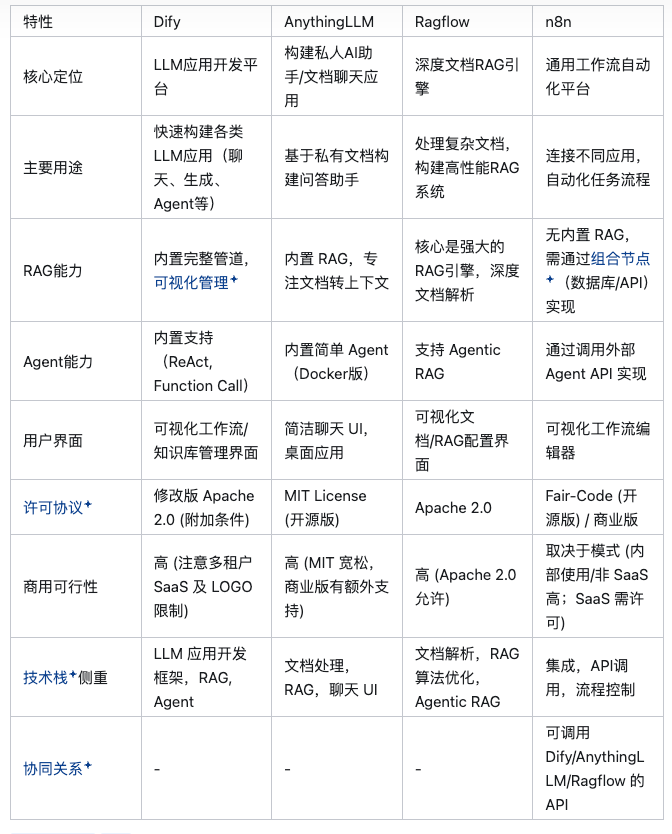 特性
Dify
AnythingLLM
Ragflow
n8n
核心定位
LLM应用开发平
台
构建私人AI助
手/文档聊天应
用
深度文档RAG引
擎
通用工作流自动
化平台
主要用途
快速构建各类
LLM应用（聊
天、生成、
Agent等）
基于私有文档构
建问答助手
处理复杂文档，
构建高性能RAG
系统
连接不同应用，
自动化任务流程
RAG能力
内置完整管道，
可视化管理
内置 RAG，专
注文档转上下文
核心是强大的
RAG引擎，深度
文档解析
无内置 RAG，
需通过组合节点
（数据库/API）
实现
Agent能力
内置支持
（ReAct,
Function Call）
内置简单 Agent
（Docker版）
支持 Agentic
RAG
通过调用外部
Agent API 实现
用户界面
可视化工作流/
知识库管理界面
简洁聊天 UI，
桌面应用
可视化文
档/RAG配置界
面
可视化工作流编
辑器
许可协议
修改版 Apache
2.0 (附加条件)
MIT License
(开源版)
Apache 2.0
Fair-Code (开
源版) / 商业版
商用可行性
高 (注意多租户
SaaS 及 LOGO
限制)
高 (MIT 宽松，
商业版有额外支
持)
高 (Apache 2.0
允许)
取决于模式 (内
部使用/非 SaaS
高；SaaS 需许
可)
技术栈侧重
LLM 应用开发
框架，RAG,
Agent
文档处理，
RAG，聊天 UI
文档解析，RAG
算法优化，
Agentic RAG
集成，API调
用，流程控制
协同关系
-
-
-
可调用
Dify/AnythingL
LM/Ragflow 的
API